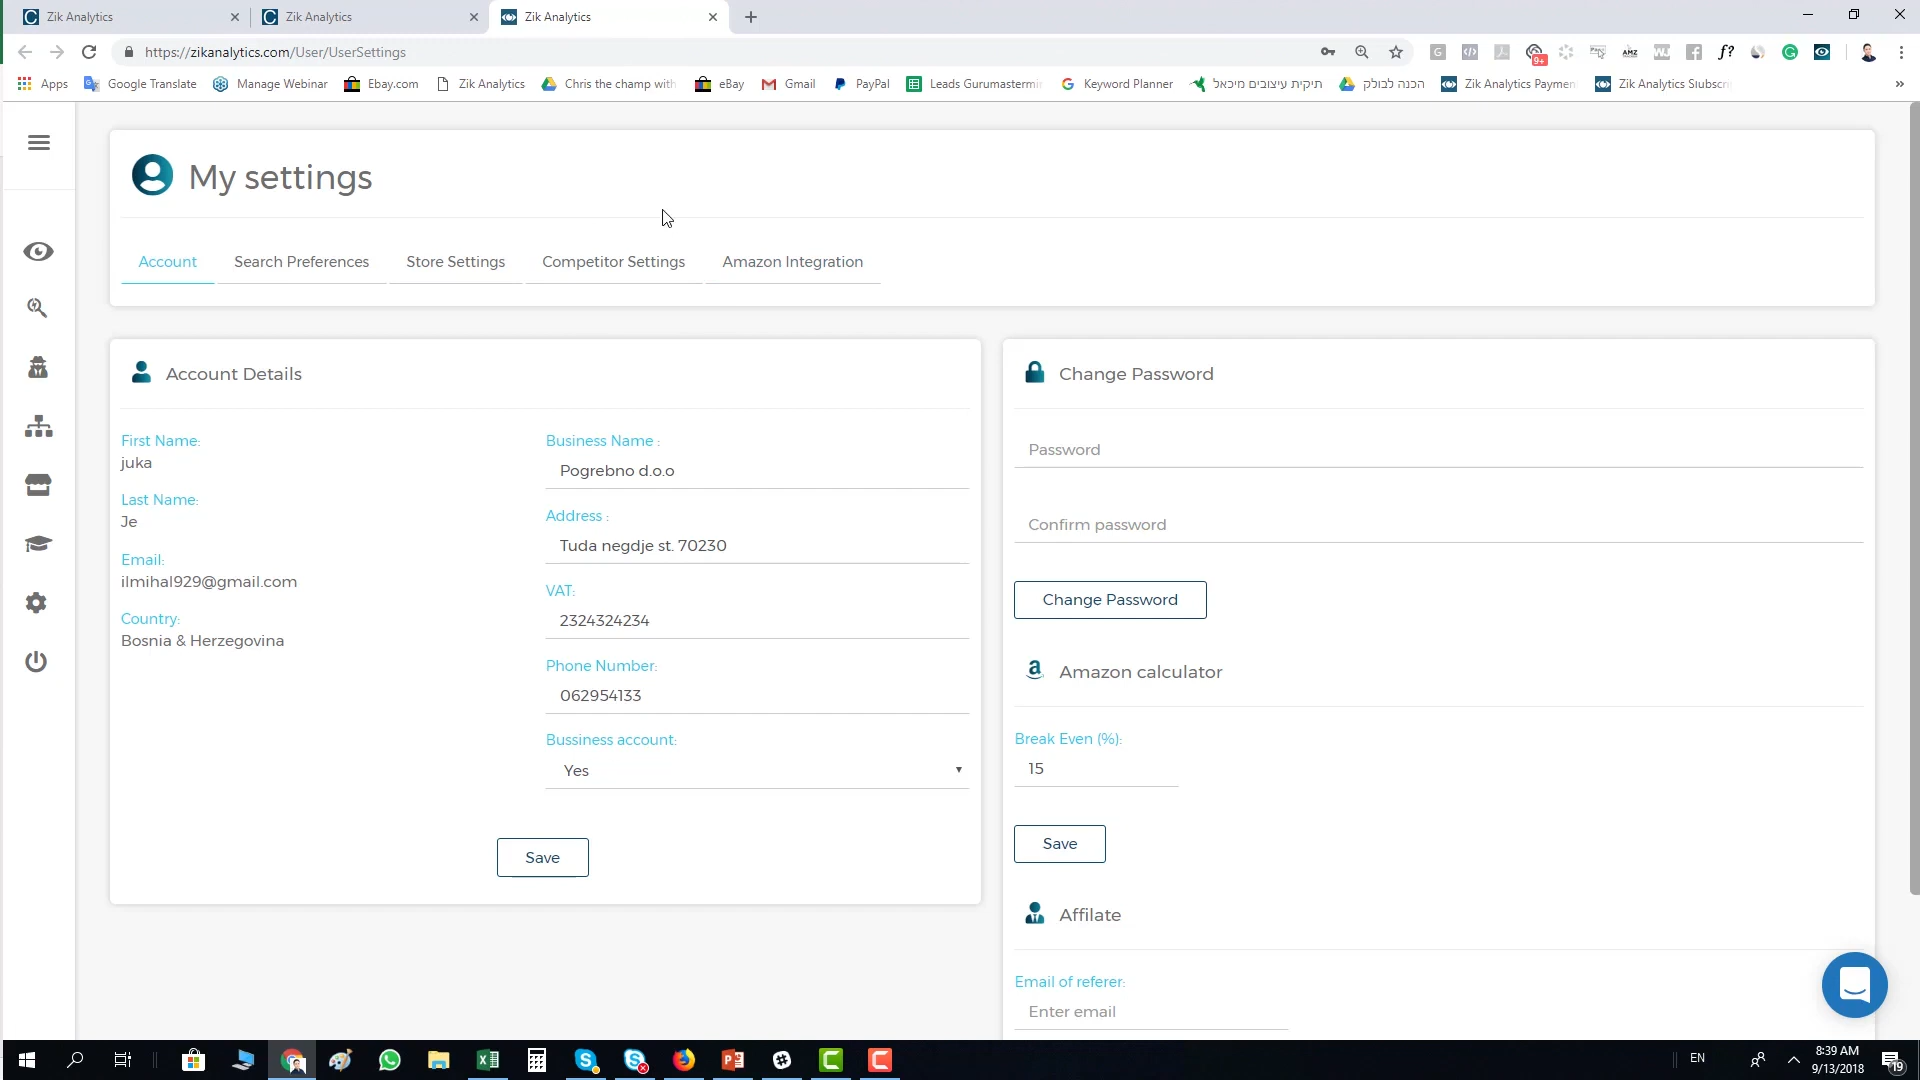 Zik Analytics
Zik Analytics
Zik Analytics
https://zikanalytics.com/User/UserSettings
9+
AMZ
f?
Apps
Google Translate
Manage Webinar
Ebay.com
Zik Analytics
Chris the champ with
eBay
Gmail
PayPal
Leads Gurumastermin
Keyword Planner
תיקית עיצובים מיכאל
הכנה לבולק
Zik Analytics Paymen
Zik Analytics Slubscri
»
My settings
Account
Search Preferences
Store Settings
Competitor Settings
Amazon Integration
Account Details
First Name:
juka
Last Name:
Je
Email:
ilmihal929@gmail.com
Country:
Bosnia & Herzegovina
Business Name :
Pogrebno d.o.o
Address :
Tuda negdje st. 70230
VAT:
2324324234
Phone Number:
062954133
Bussiness account:
Yes
Save
Change Password
Password
Confirm password
Change Password
Amazon calculator
Break Even (%):
15
Save
Affilate
Email of referer:
Enter email
EN
8:39 AM
9/13/2018
19